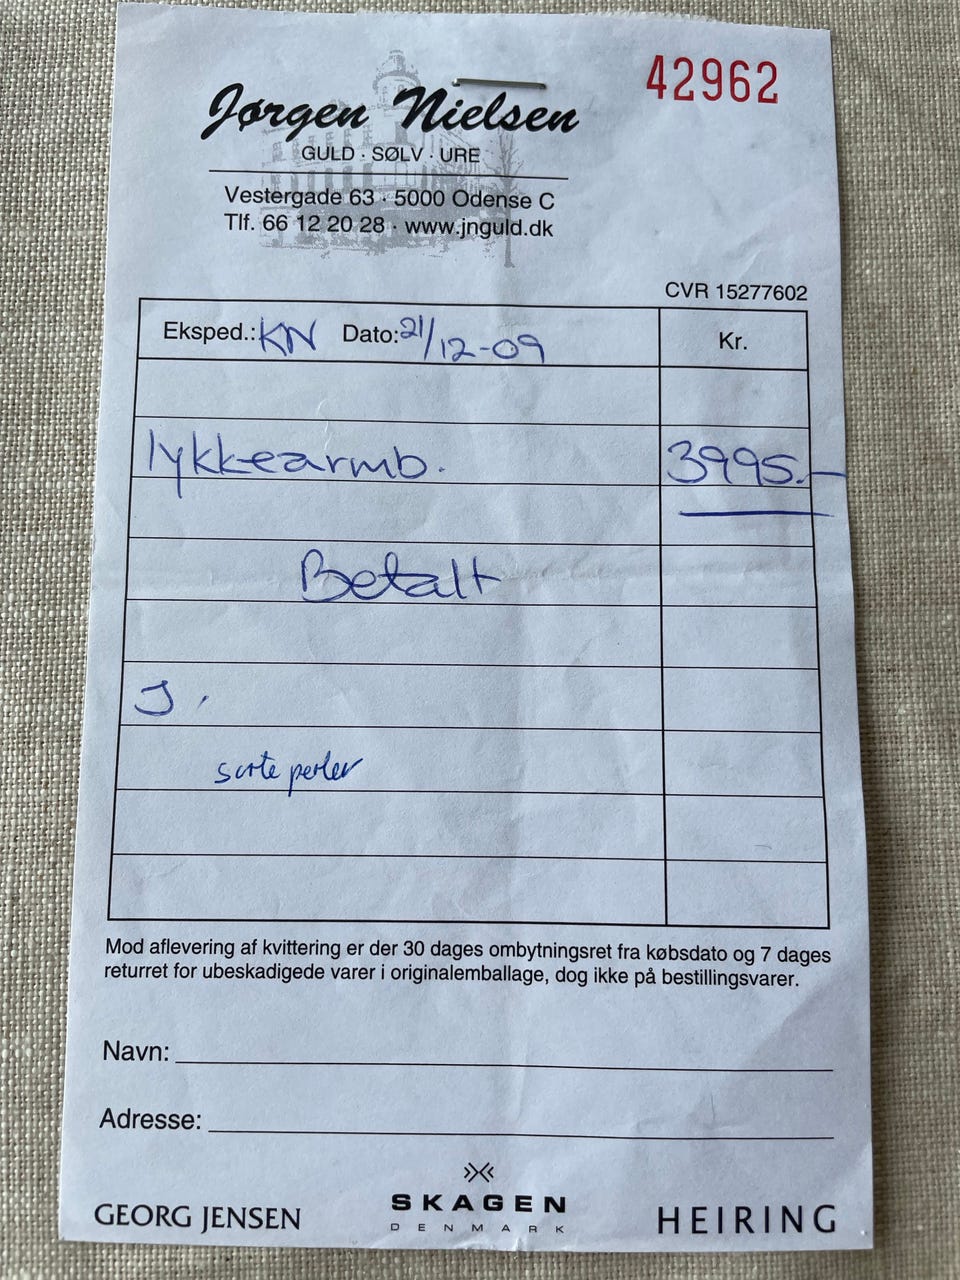 42962
Jørgen Nielsen
GULD · SØLV · URE
Vestergade 63 · 5000 Odense C
Tlf. 66 12 20 28 · www.jnguld.dk
CVR 15277602
Eksped.: KN Dato: 21/12-09 Kr.
lykkearmb. 3995.-
Betalt
J.
sorte perler
Mod aflevering af kvittering er der 30 dages ombytningsret fra købsdato og 7 dages
returret for ubeskadigede varer i originalemballage, dog ikke på bestillingsvarer.
Navn:
Adresse:
GEORG JENSEN
SKAGEN
DENMARK
HEIRING